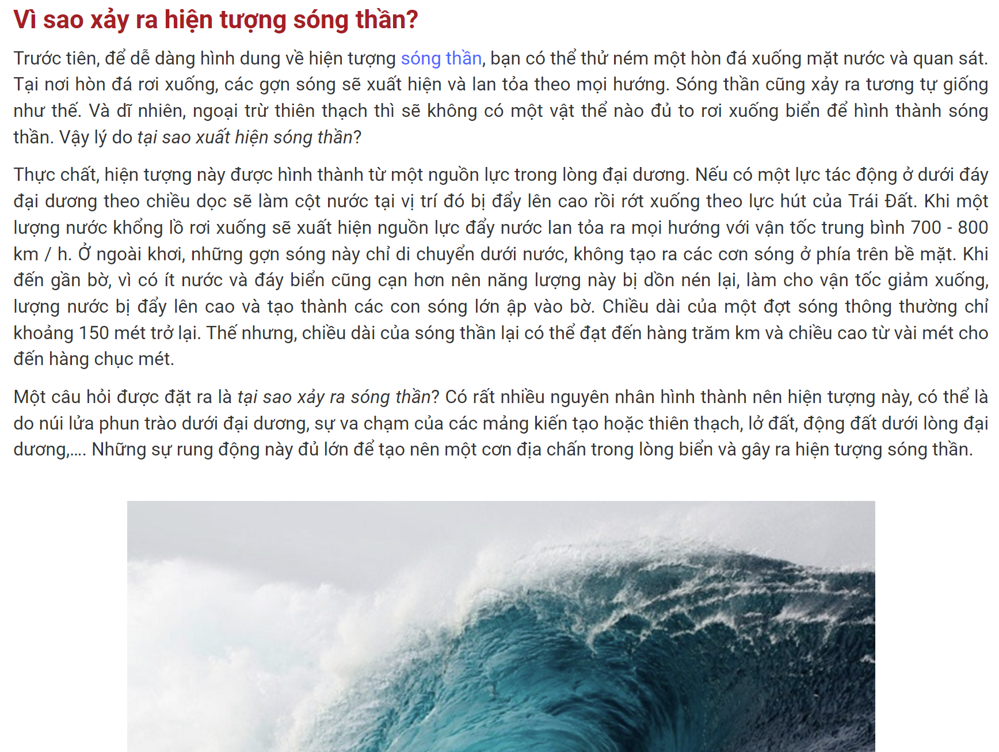 Vì sao xảy ra hiện tượng sóng thần?
Trước tiên, để dễ dàng hình dung về hiện tượng sóng thần, bạn có thể thử ném một hòn đá xuống mặt nước và quan sát.
Tại nơi hòn đá rơi xuống, các gợn sóng sẽ xuất hiện và lan tỏa theo mọi hướng. Sóng thần cũng xảy ra tương tự giống
như thế. Và dĩ nhiên, ngoại trừ thiên thạch thì sẽ không có một vật thể nào đủ to rơi xuống biển để hình thành sóng
thần. Vậy lý do tại sao xuất hiện sóng thần?
Thực chất, hiện tượng này được hình thành từ một nguồn lực trong lòng đại dương. Nếu có một lực tác động ở dưới đáy
đại dương theo chiều dọc sẽ làm cột nước tại vị trí đó bị đẩy lên cao rồi rớt xuống theo lực hút của Trái Đất. Khi một
lượng nước khổng lồ rơi xuống sẽ xuất hiện nguồn lực đẩy nước lan tỏa ra mọi hướng với vận tốc trung bình 700 - 800
km / h. Ở ngoài khơi, những gợn sóng này chỉ di chuyển dưới nước, không tạo ra các cơn sóng ở phía trên bề mặt. Khi
đến gần bờ, vì có ít nước và đáy biển cũng cạn hơn nên năng lượng này bị dồn nén lại, làm cho vận tốc giảm xuống,
lượng nước bị đẩy lên cao và tạo thành các con sóng lớn ập vào bờ. Chiều dài của một đợt sóng thông thường chỉ
khoảng 150 mét trở lại. Thế nhưng, chiều dài của sóng thần lại có thể đạt đến hàng trăm km và chiều cao từ vài mét cho
đến hàng chục mét.
Một câu hỏi được đặt ra là tại sao xảy ra sóng thần? Có rất nhiều nguyên nhân hình thành nên hiện tượng này, có thể là
do núi lửa phun trào dưới đại dương, sự va chạm của các mảng kiến tạo hoặc thiên thạch, lở đất, động đất dưới lòng đại
dương,.... Những sự rung động này đủ lớn để tạo nên một cơn địa chấn trong lòng biển và gây ra hiện tượng sóng thần.